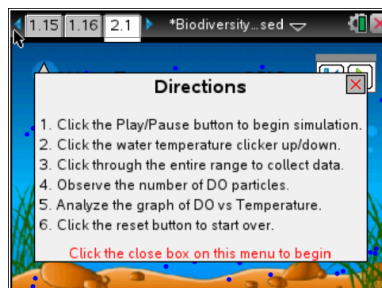 1.15 1.16 2.1 *Biodiversity...sed
Directions
1. Click the Play/Pause button to begin simulation.
2. Click the water temperature clicker up/down.
3. Click through the entire range to collect data.
4. Observe the number of DO particles.
5. Analyze the graph of DO vs Temperature.
6. Click the reset button to start over.
Click the close box on this menu to begin